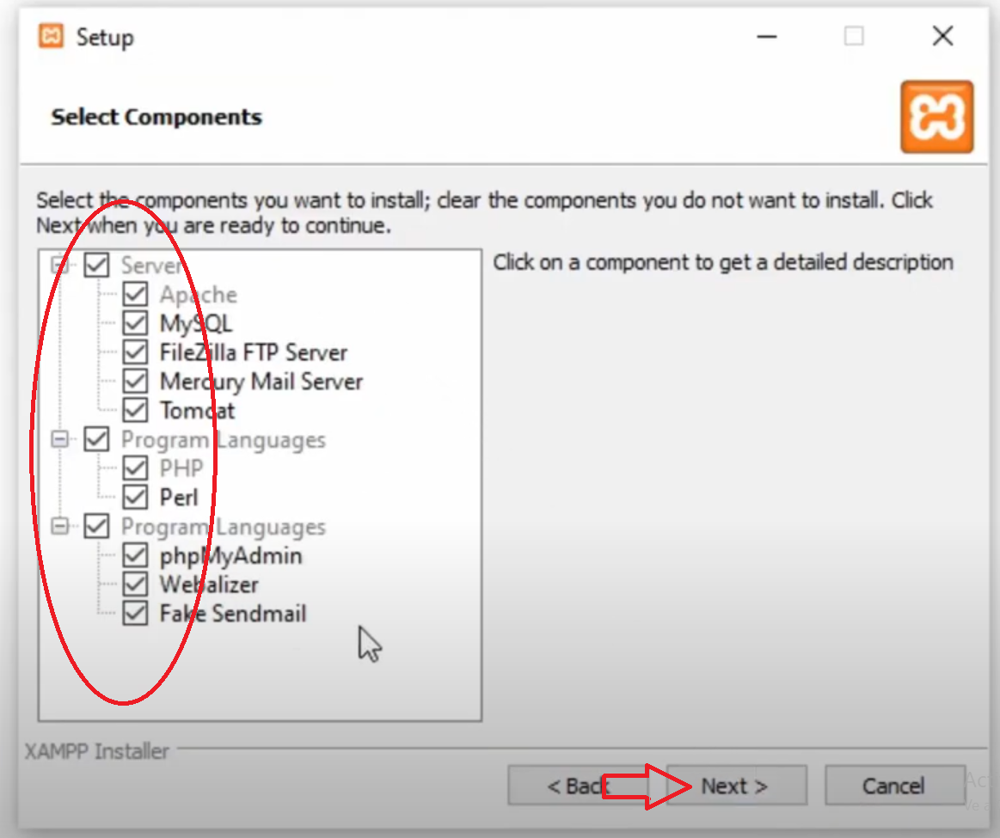 Setup
Select Components
Select the components you want to install; clear the components you do not want to install. Click
Next when you are ready to continue.
Server
Apache
MySQL
FileZilla FTP Server
Mercury Mail Server
Tomcat
Program Languages
PHP
Perl
Program Languages
phpMyAdmin
Webalizer
Fake Sendmail
Click on a component to get a detailed description
XAMPP Installer
< Back
Next >
Cancel